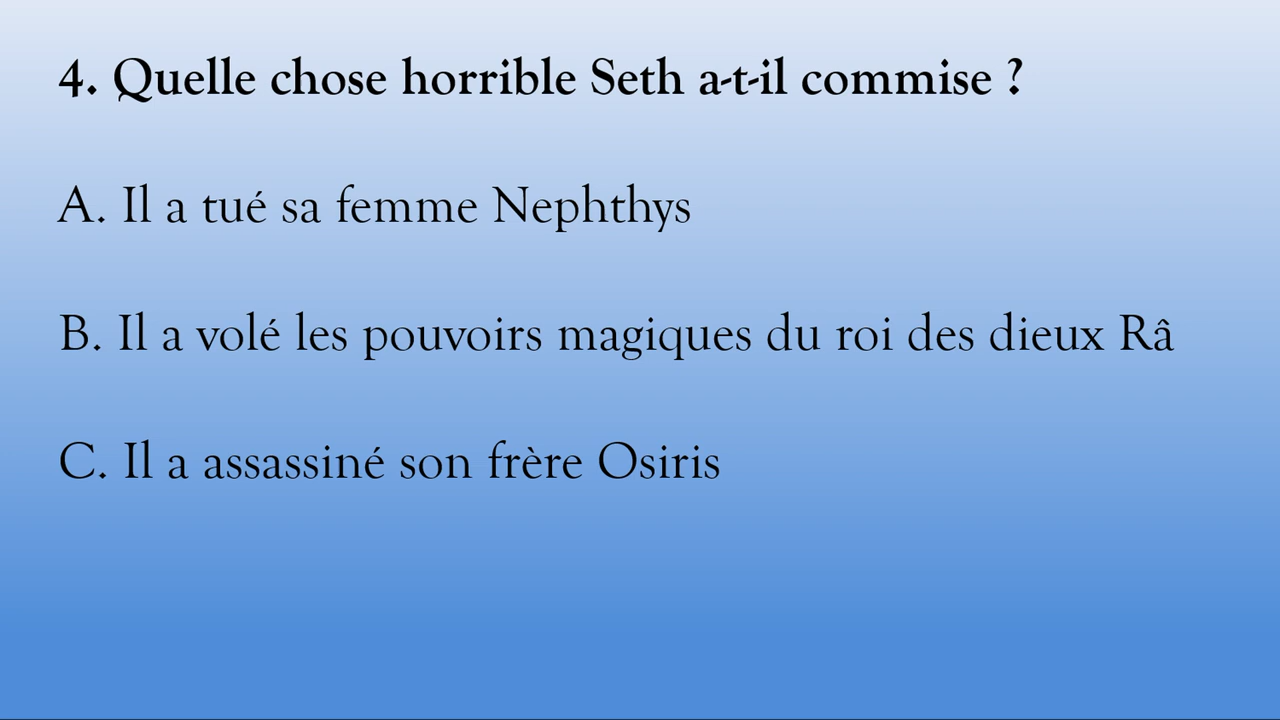 4. Quelle chose horrible Seth a-t-il commise ?
A. Il a tué sa femme Nephthys
B. Il a volé les pouvoirs magiques du roi des dieux Râ
C. Il a assassiné son frère Osiris